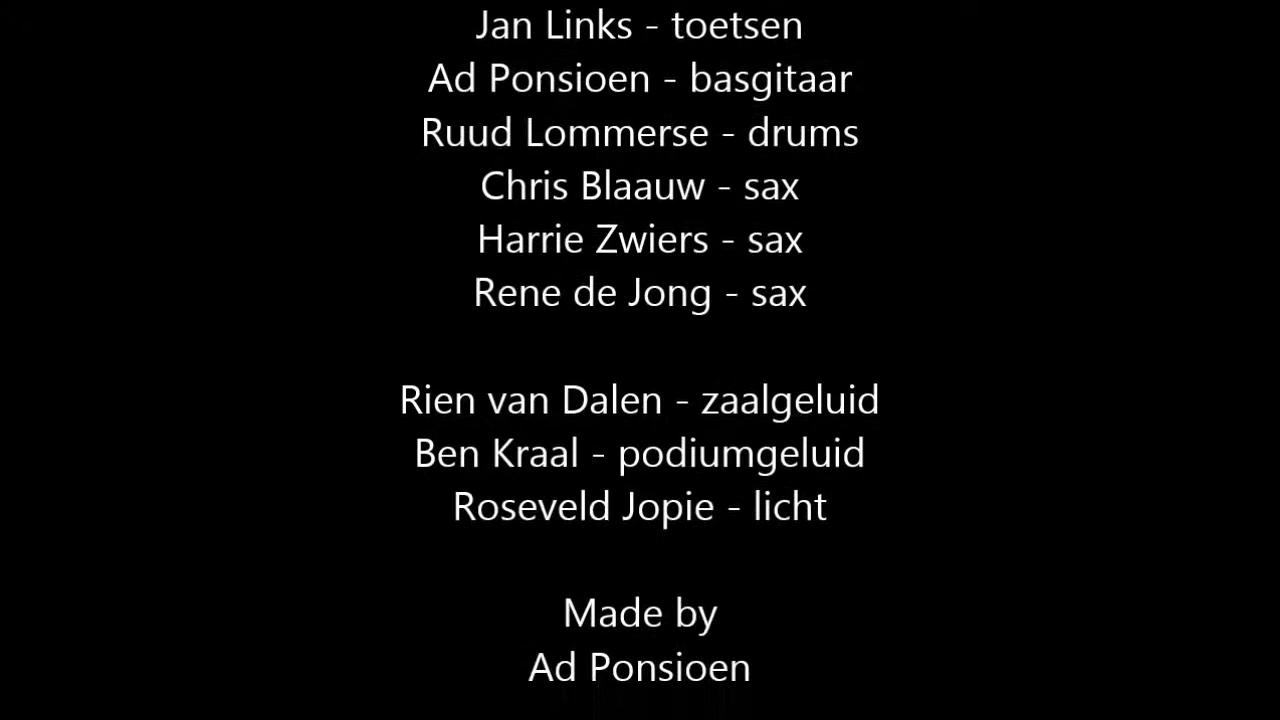 Jan Links - toetsen
Ad Ponsioen - basgitaar
Ruud Lommerse - drums
Chris Blaauw - sax
Harrie Zwiers - sax
Rene de Jong - sax
Rien van Dalen - zaalgeluid
Ben Kraal - podiumgeluid
Roseveld Jopie - licht
Made by
Ad Ponsioen